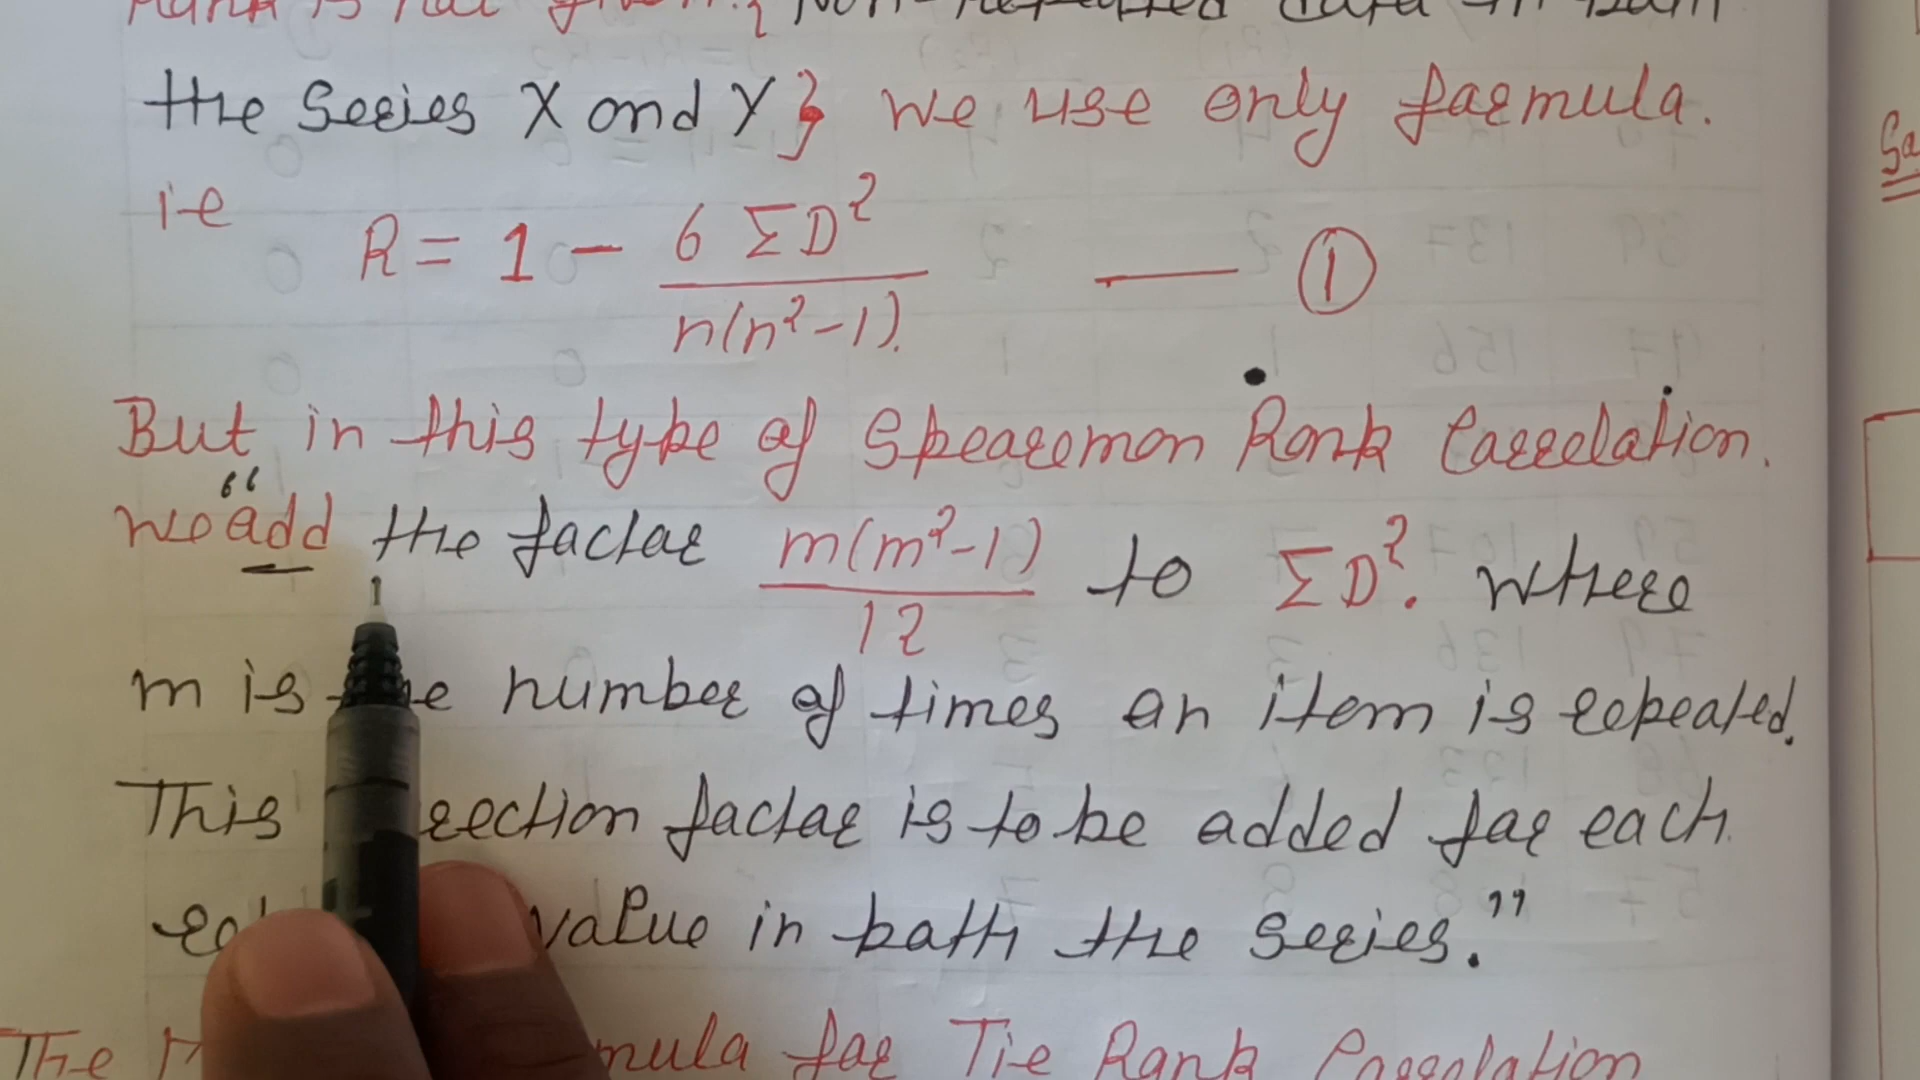 the Series X and Y} we use only formula.
i-e R = 1 - 6 ΣD² / n(n²-1). — ①
But in this type of Spearman Rank Correlation.
we “add the factor m(m²-1) / 12 to ΣD². where
m is the number of times an item is repeated.
This factor is to be added for each
value in both the series.”
The for Tie Rank Correlation